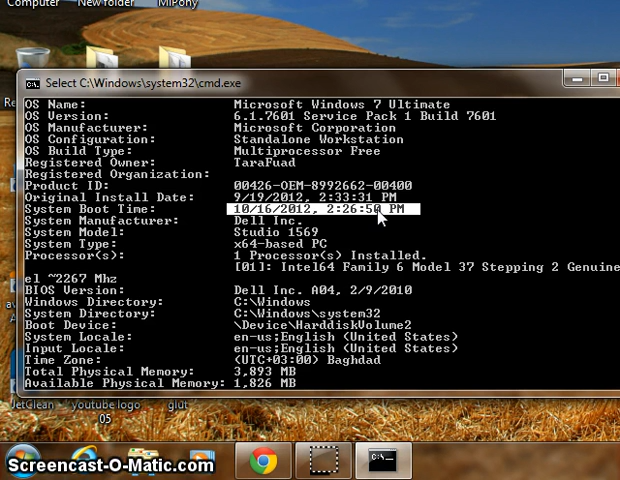 Computer New folder MiPony
Select C:\Windows\system32\cmd.exe
OS Name: Microsoft Windows 7 Ultimate
OS Version: 6.1.7601 Service Pack 1 Build 7601
OS Manufacturer: Microsoft Corporation
OS Configuration: Standalone Workstation
OS Build Type: Multiprocessor Free
Registered Owner: TaraFuad
Registered Organization:
Product ID: 00426-OEM-8992662-00400
Original Install Date: 9/19/2012, 2:33:31 PM
System Boot Time: 10/16/2012, 2:26:50 PM
System Manufacturer: Dell Inc.
System Model: Studio 1569
System Type: x64-based PC
Processor(s): 1 Processor(s) Installed.
[01]: Intel64 Family 6 Model 37 Stepping 2 Genuine
el ~2267 Mhz
BIOS Version: Dell Inc. A04, 2/9/2010
Windows Directory: C:\Windows
System Directory: C:\Windows\system32
Boot Device: \Device\HarddiskVolume2
System Locale: en-us;English (United States)
Input Locale: en-us;English (United States)
Time Zone: (UTC+03:00) Baghdad
Total Physical Memory: 3,893 MB
Available Physical Memory: 1,826 MB
JetClean youtube logo glut
05
Screencast-O-Matic.com